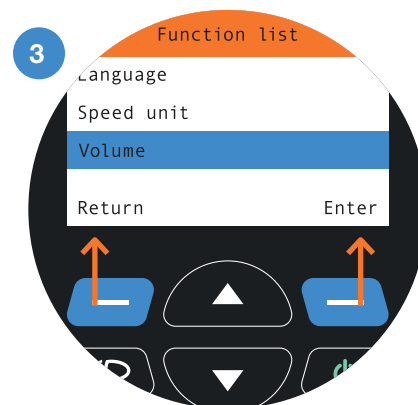 3
Function list
Language
Speed unit
Volume
Return Enter